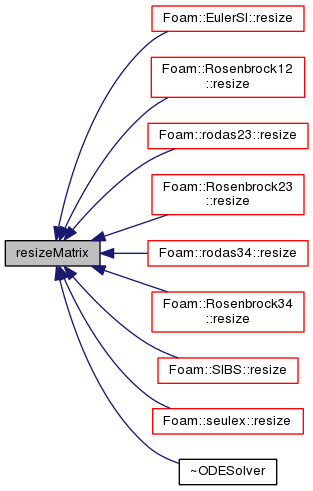 Foam::EulerSI::resize
Foam::Rosenbrock12
::resize
Foam::rodas23::resize
Foam::Rosenbrock23
::resize
resizeMatrix
Foam::rodas34::resize
Foam::Rosenbrock34
::resize
Foam::SIBS::resize
Foam::seulex::resize
~ODESolver